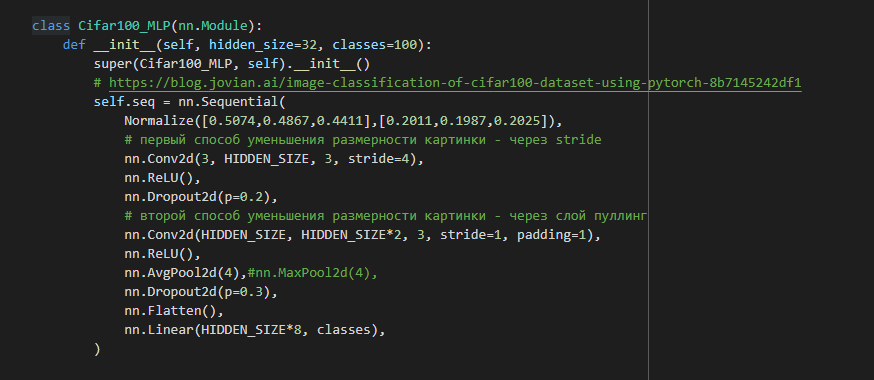 class Cifar100_MLP(nn.Module):
    def __init__(self, hidden_size=32, classes=100):
        super(Cifar100_MLP, self).__init__()
        # https://blog.jovian.ai/image-classification-of-cifar100-dataset-using-pytorch-8b7145242df1
        self.seq = nn.Sequential(
            Normalize([0.5074,0.4867,0.4411],[0.2011,0.1987,0.2025]),
            # первый способ уменьшения размерности картинки - через stride
            nn.Conv2d(3, HIDDEN_SIZE, 3, stride=4),
            nn.ReLU(),
            nn.Dropout2d(p=0.2),
            # второй способ уменьшения размерности картинки - через слой пуллинг
            nn.Conv2d(HIDDEN_SIZE, HIDDEN_SIZE*2, 3, stride=1, padding=1),
            nn.ReLU(),
            nn.AvgPool2d(4),#nn.MaxPool2d(4),
            nn.Dropout2d(p=0.3),
            nn.Flatten(),
            nn.Linear(HIDDEN_SIZE*8, classes),
        )